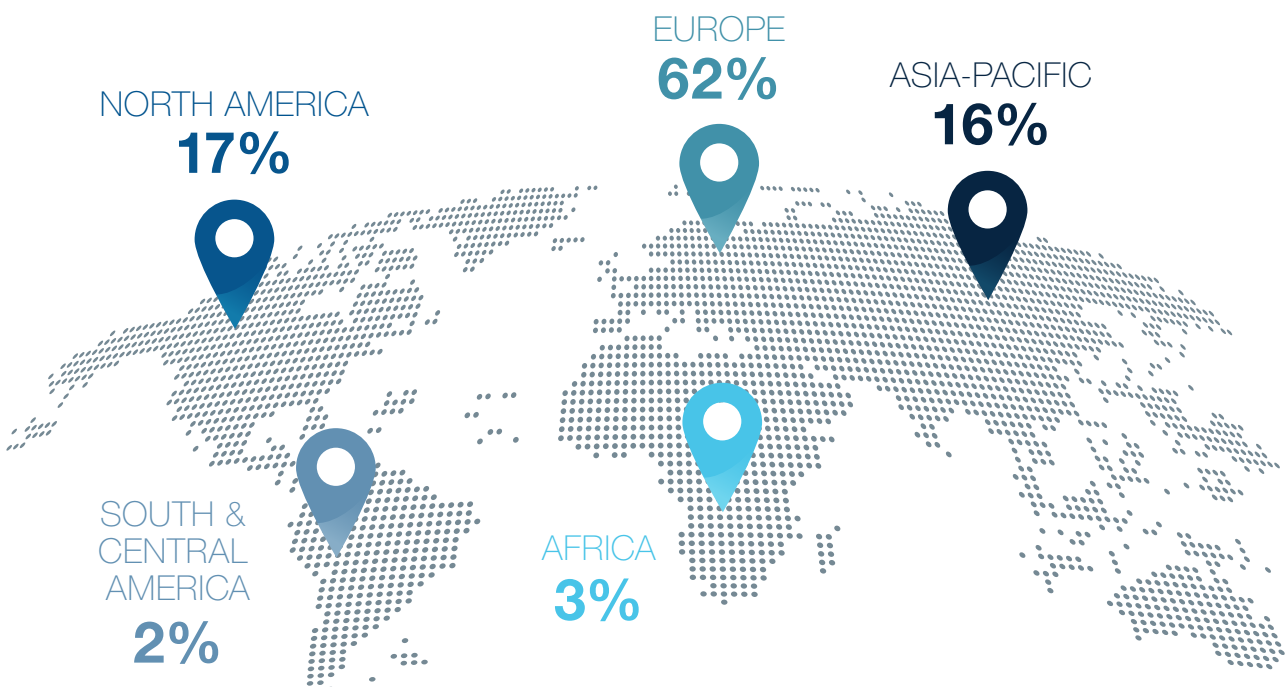 EUROPE
62%
ASIA-PACIFIC
16%
NORTH AMERICA
17%
SOUTH &
CENTRAL
AMERICA
2%
AFRICA
3%